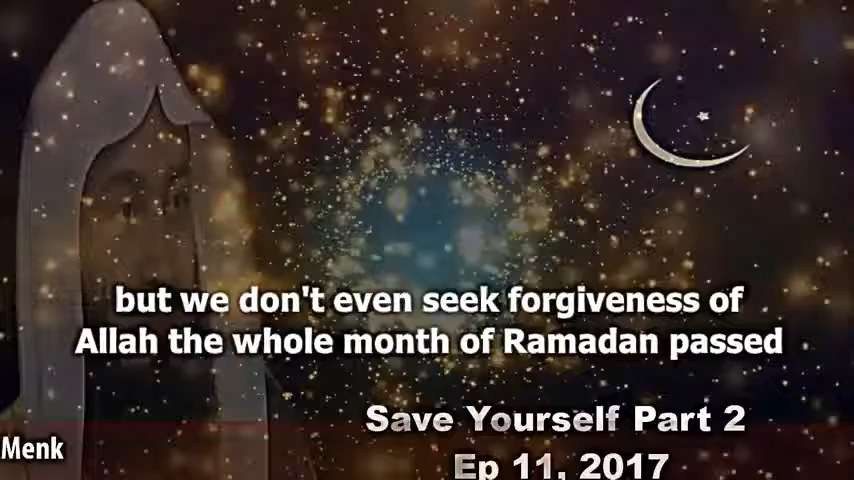 but we don't even seek forgiveness of
Allah the whole month of Ramadan passed
Save Yourself Part 2
Menk
Ep 11, 2017